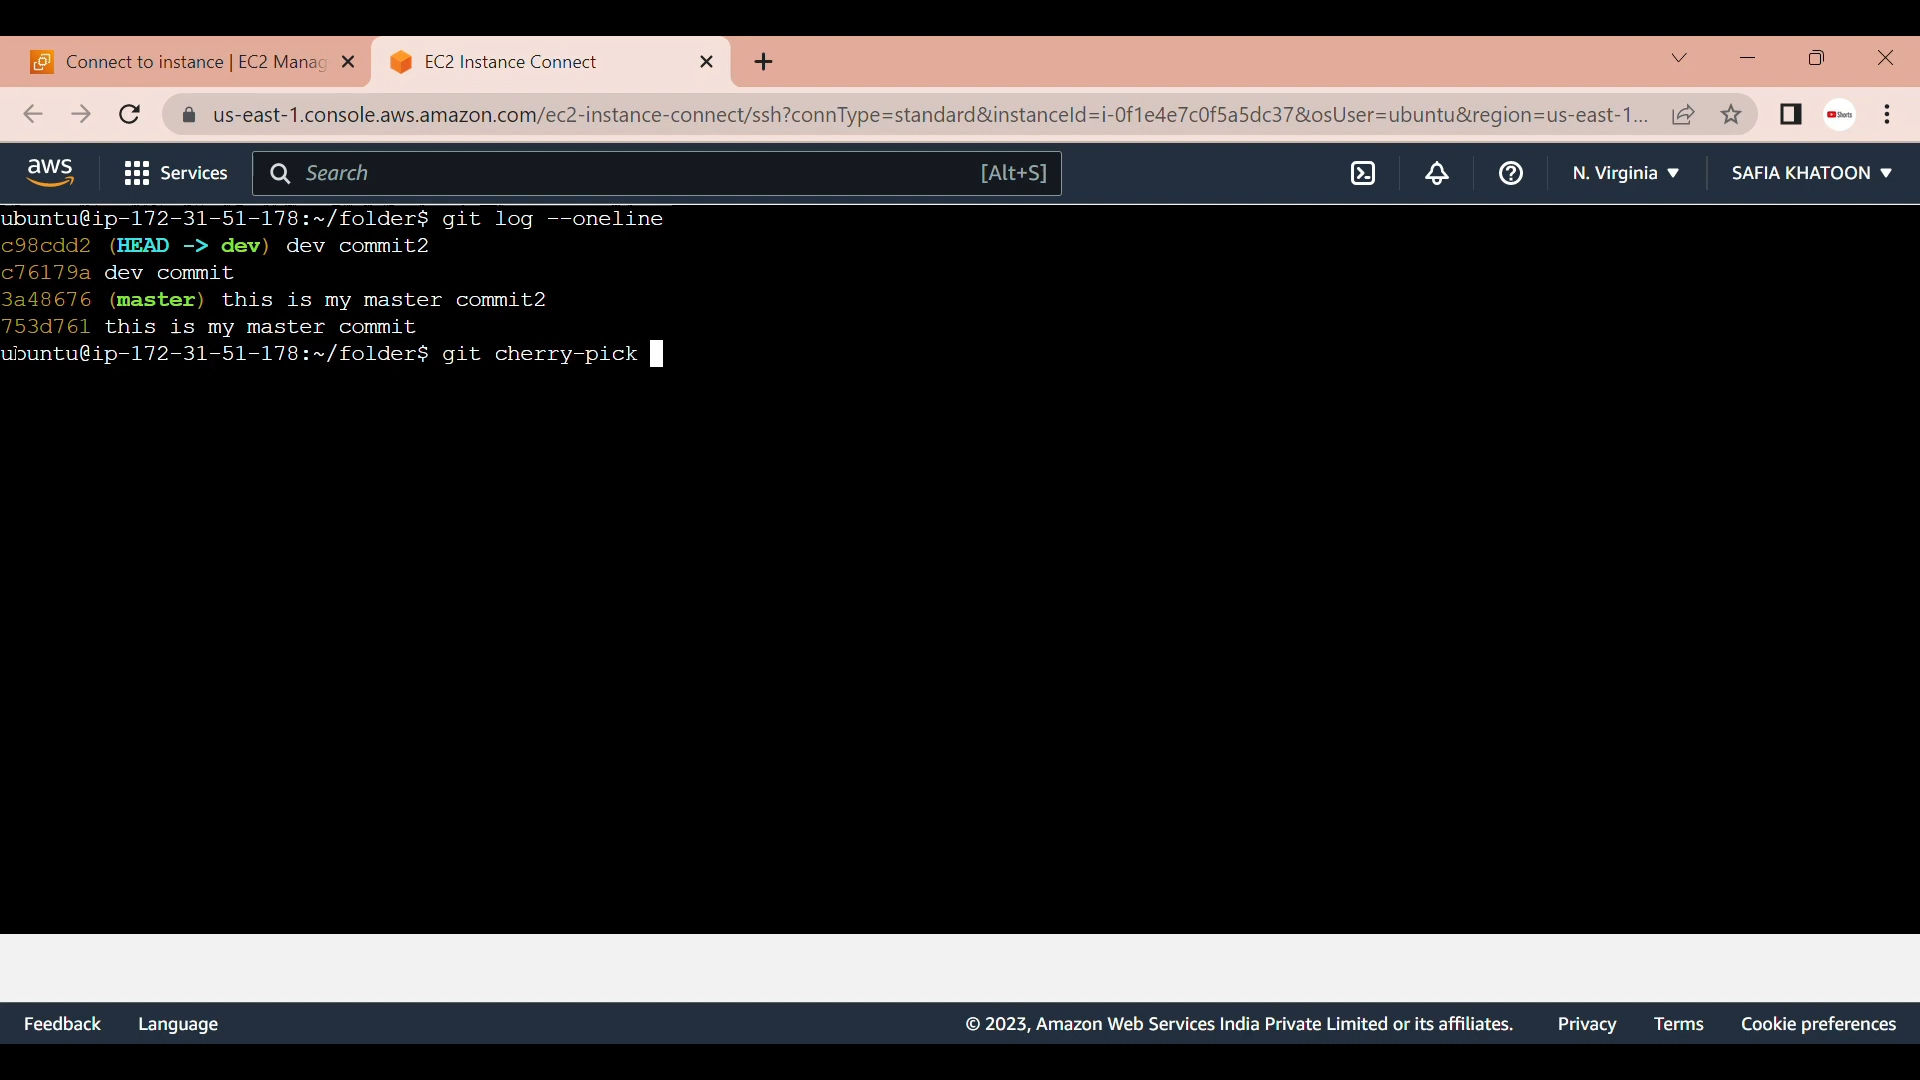 Connect to instance | EC2 Manag
EC2 Instance Connect
us-east-1.console.aws.amazon.com/ec2-instance-connect/ssh?connType=standard&instanceId=i-0f1e4e7c0f5a5dc37&osUser=ubuntu&region=us-east-1...
Shorts
aws
Services
Search
[Alt+S]
N. Virginia
SAFIA KHATOON
ubuntu@ip-172-31-51-178:~/folder$ git log --oneline
c98cdd2 (HEAD -> dev) dev commit2
c76179a dev commit
3a48676 (master) this is my master commit2
753d761 this is my master commit
ubuntu@ip-172-31-51-178:~/folder$ git cherry-pick
Feedback
Language
© 2023, Amazon Web Services India Private Limited or its affiliates.
Privacy
Terms
Cookie preferences